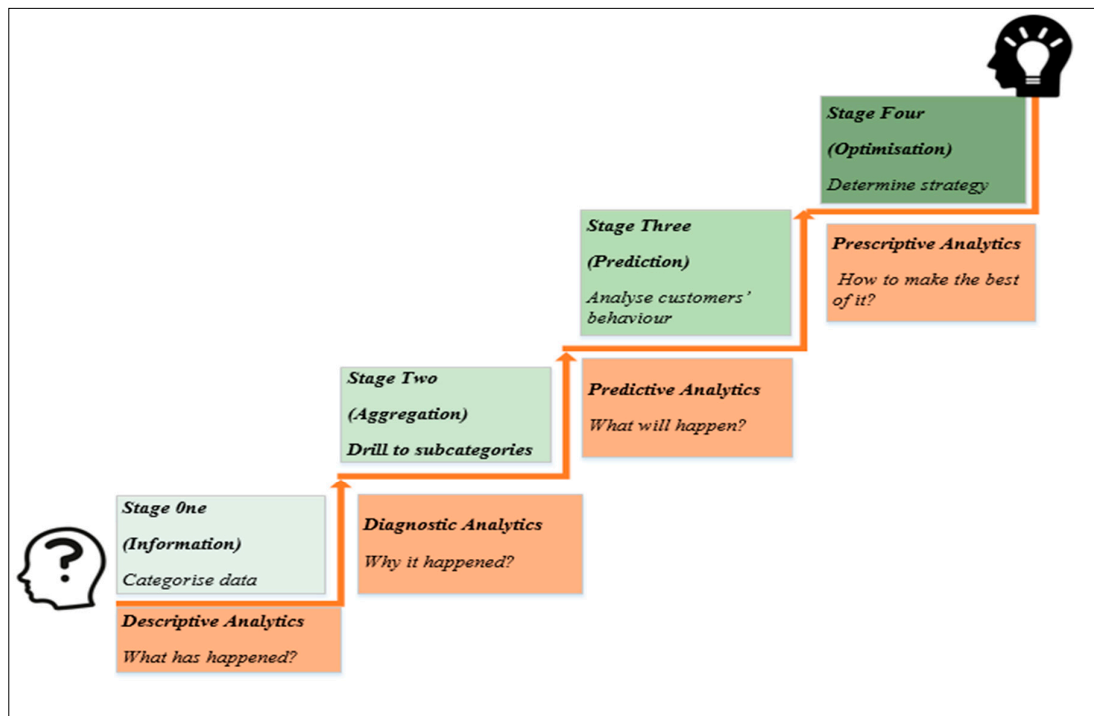 Stage 0ne
(Information)
Categorise data
Descriptive Analytics
What has happened?
Stage Two
(Aggregation)
Drill to subcategories
Diagnostic Analytics
Why it happened?
Stage Three
(Prediction)
Analyse customers’
behaviour
Predictive Analytics
What will happen?
Stage Four
(Optimisation)
Determine strategy
Prescriptive Analytics
How to make the best
of it?
?